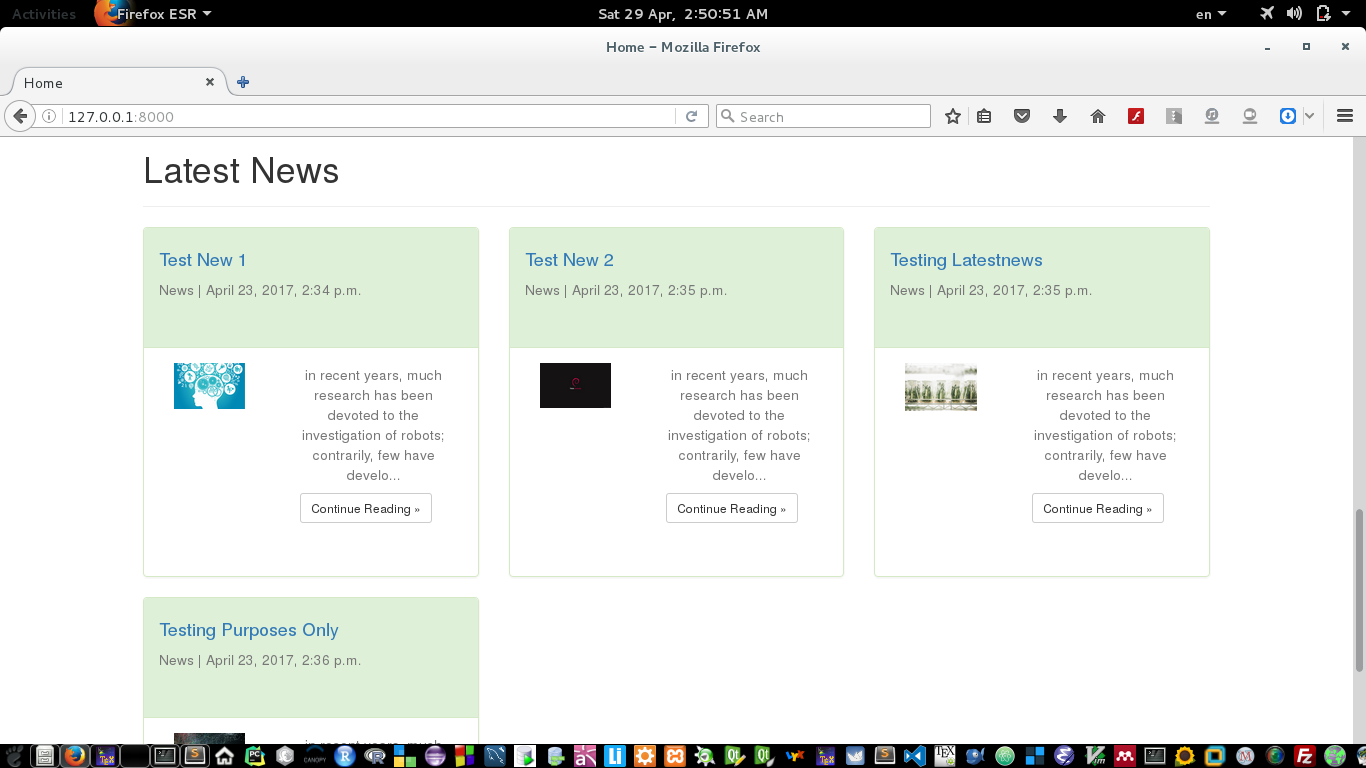 Activities
Firefox ESR
Sat 29 Apr, 2:50:51 AM
en
Home – Mozilla Firefox
Home
127.0.0.1:8000
Search
Latest News
Test New 1
News | April 23, 2017, 2:34 p.m.
in recent years, much
research has been
devoted to the
investigation of robots;
contrarily, few have
develo...
Continue Reading »
Test New 2
News | April 23, 2017, 2:35 p.m.
in recent years, much
research has been
devoted to the
investigation of robots;
contrarily, few have
develo...
Continue Reading »
Testing Latestnews
News | April 23, 2017, 2:35 p.m.
in recent years, much
research has been
devoted to the
investigation of robots;
contrarily, few have
develo...
Continue Reading »
Testing Purposes Only
News | April 23, 2017, 2:36 p.m.
in recent years, much